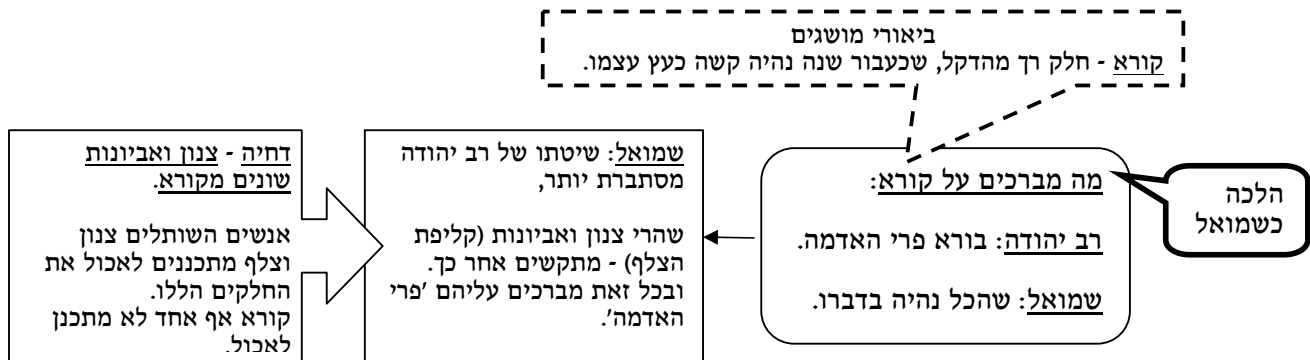 ביאורי מושגים
קורא - חלק רך מהדקל, שכעבור שנה נהיה קשה כעץ עצמו.
הלכה
כשמואל
מה מברכים על קורא:
רב יהודה: בורא פרי האדמה.
שמואל: שהכל נהיה בדברו.
שמואל: שיטתו של רב יהודה
מסתברת יותר,
שהרי צנון ואביונות (קליפת
הצלף) - מתקשים אחר כך.
ובכל זאת מברכים עליהם 'פרי
האדמה'.
דחיה - צנון ואביונות
שונים מקורא.
אנשים השותלים צנון
וצלף מתכננים לאכול את
החלקים הללו.
קורא אף אחד לא מתכנן
לאכול.